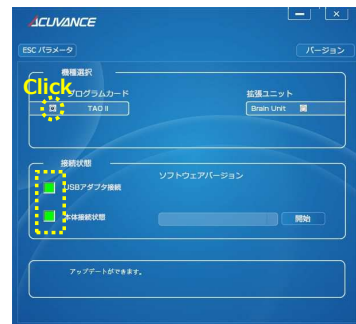 ACUVANCE
ESC パラメータ
バージョン
機種選択
Click
プログラムカード
拡張ユニット
TAO II
Brain Unit
接続状態
ソフトウェアバージョン
USBアダプタ接続
本体接続状態
開始
アップデートができます。